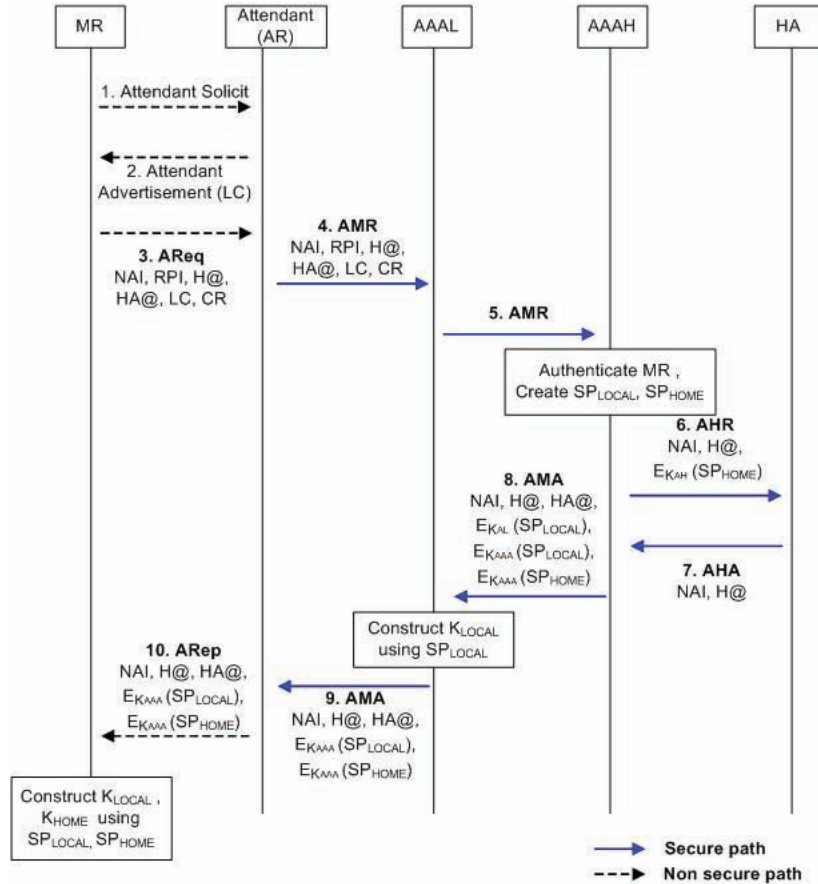 MR
Attendant
(AR)
AAAL
AAAH
HA
1. Attendant Solicit
2. Attendant
Advertisement (LC)
3. AReq
NAI, RPI, H@,
HA@, LC, CR
4. AMR
NAI, RPI, H@,
HA@, LC, CR
5. AMR
Authenticate MR ,
Create SPLOCAL, SPHOME
6. AHR
NAI, H@,
EKAH (SPHOME)
7. AHA
NAI, H@
8. AMA
NAI, H@, HA@,
EKAL (SPLOCAL),
EKAAA (SPLOCAL),
EKAAA (SPHOME)
Construct KLOCAL
using SPLOCAL
9. AMA
NAI, H@, HA@,
EKAAA (SPLOCAL),
EKAAA (SPHOME)
10. ARep
NAI, H@, HA@,
EKAAA (SPLOCAL),
EKAAA (SPHOME)
Construct KLOCAL ,
KHOME using
SPLOCAL, SPHOME
Secure path
Non secure path